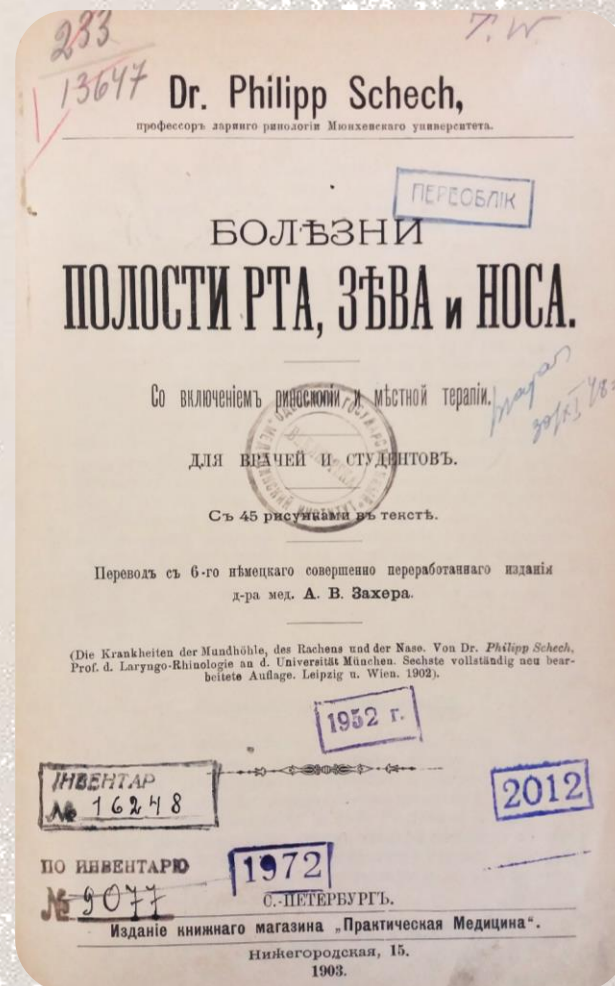 233
13647
T. W
Dr. Philipp Schech,
профессоръ ларинго ринологіи Мюнхенскаго университета.
ПЕРЕОБЛІК
БОЛѢЗНИ
ПОЛОСТИ РТА, ЗѢВА и НОСА.
Со включеніемъ риноскопіи и мѣстной терапіи.
ДЛЯ ВРАЧЕЙ И СТУДЕНТОВЪ.
Съ 45 рисунками въ текстѣ.
Переводъ съ 6-го нѣмецкаго совершенно переработаннаго изданія
д-ра мед. А. В. Захера.
(Die Krankheiten der Mundhöhle, des Rachens und der Nase. Von Dr. Philipp Schech,
Prof. d. Laryngo-Rhinologie an d. Universität München. Sechste vollständig neu bear-
beitete Auflage. Leipzig u. Wien. 1902).
1952 г.
ІНВЕНТАР
№ 16248
2012
ПО ИНВЕНТАРЮ
№ 9077
1972
С.-ПЕТЕРБУРГЪ.
Изданіе книжнаго магазина „Практическая Медицина“.
Нижегородская, 15.
1903.